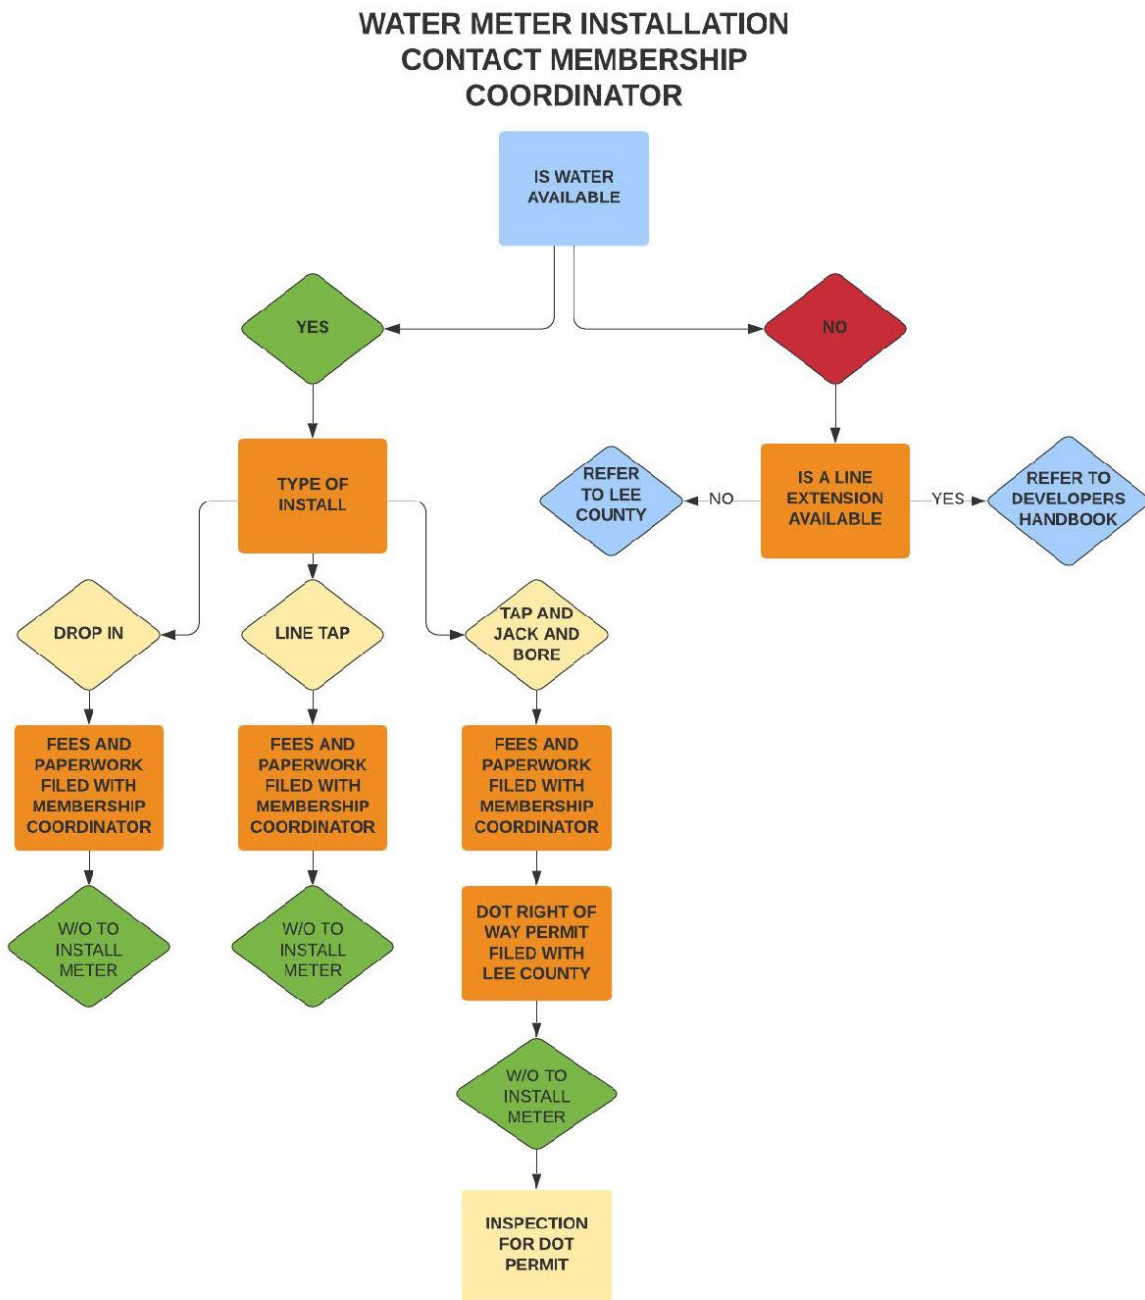 WATER METER INSTALLATION
CONTACT MEMBERSHIP
COORDINATOR
IS WATER
AVAILABLE
YES
NO
TYPE OF
INSTALL
REFER
TO LEE
COUNTY
NO
IS A LINE
EXTENSION
AVAILABLE
YES
REFER TO
DEVELOPERS
HANDBOOK
DROP IN
LINE TAP
TAP AND
JACK AND
BORE
FEES AND
PAPERWORK
FILED WITH
MEMBERSHIP
COORDINATOR
FEES AND
PAPERWORK
FILED WITH
MEMBERSHIP
COORDINATOR
FEES AND
PAPERWORK
FILED WITH
MEMBERSHIP
COORDINATOR
W/O TO
INSTALL
METER
W/O TO
INSTALL
METER
DOT RIGHT OF
WAY PERMIT
FILED WITH
LEE COUNTY
W/O TO
INSTALL
METER
INSPECTION
FOR DOT
PERMIT